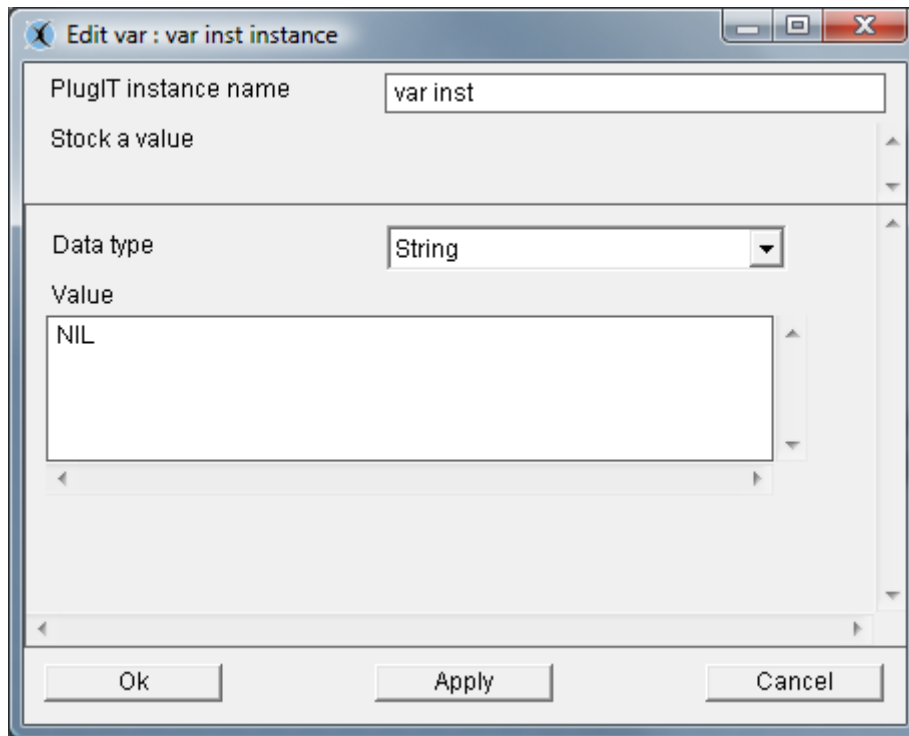 Edit var : var inst instance
PlugIT instance name
var inst
Stock a value
Data type
String
Value
NIL
Ok
Apply
Cancel